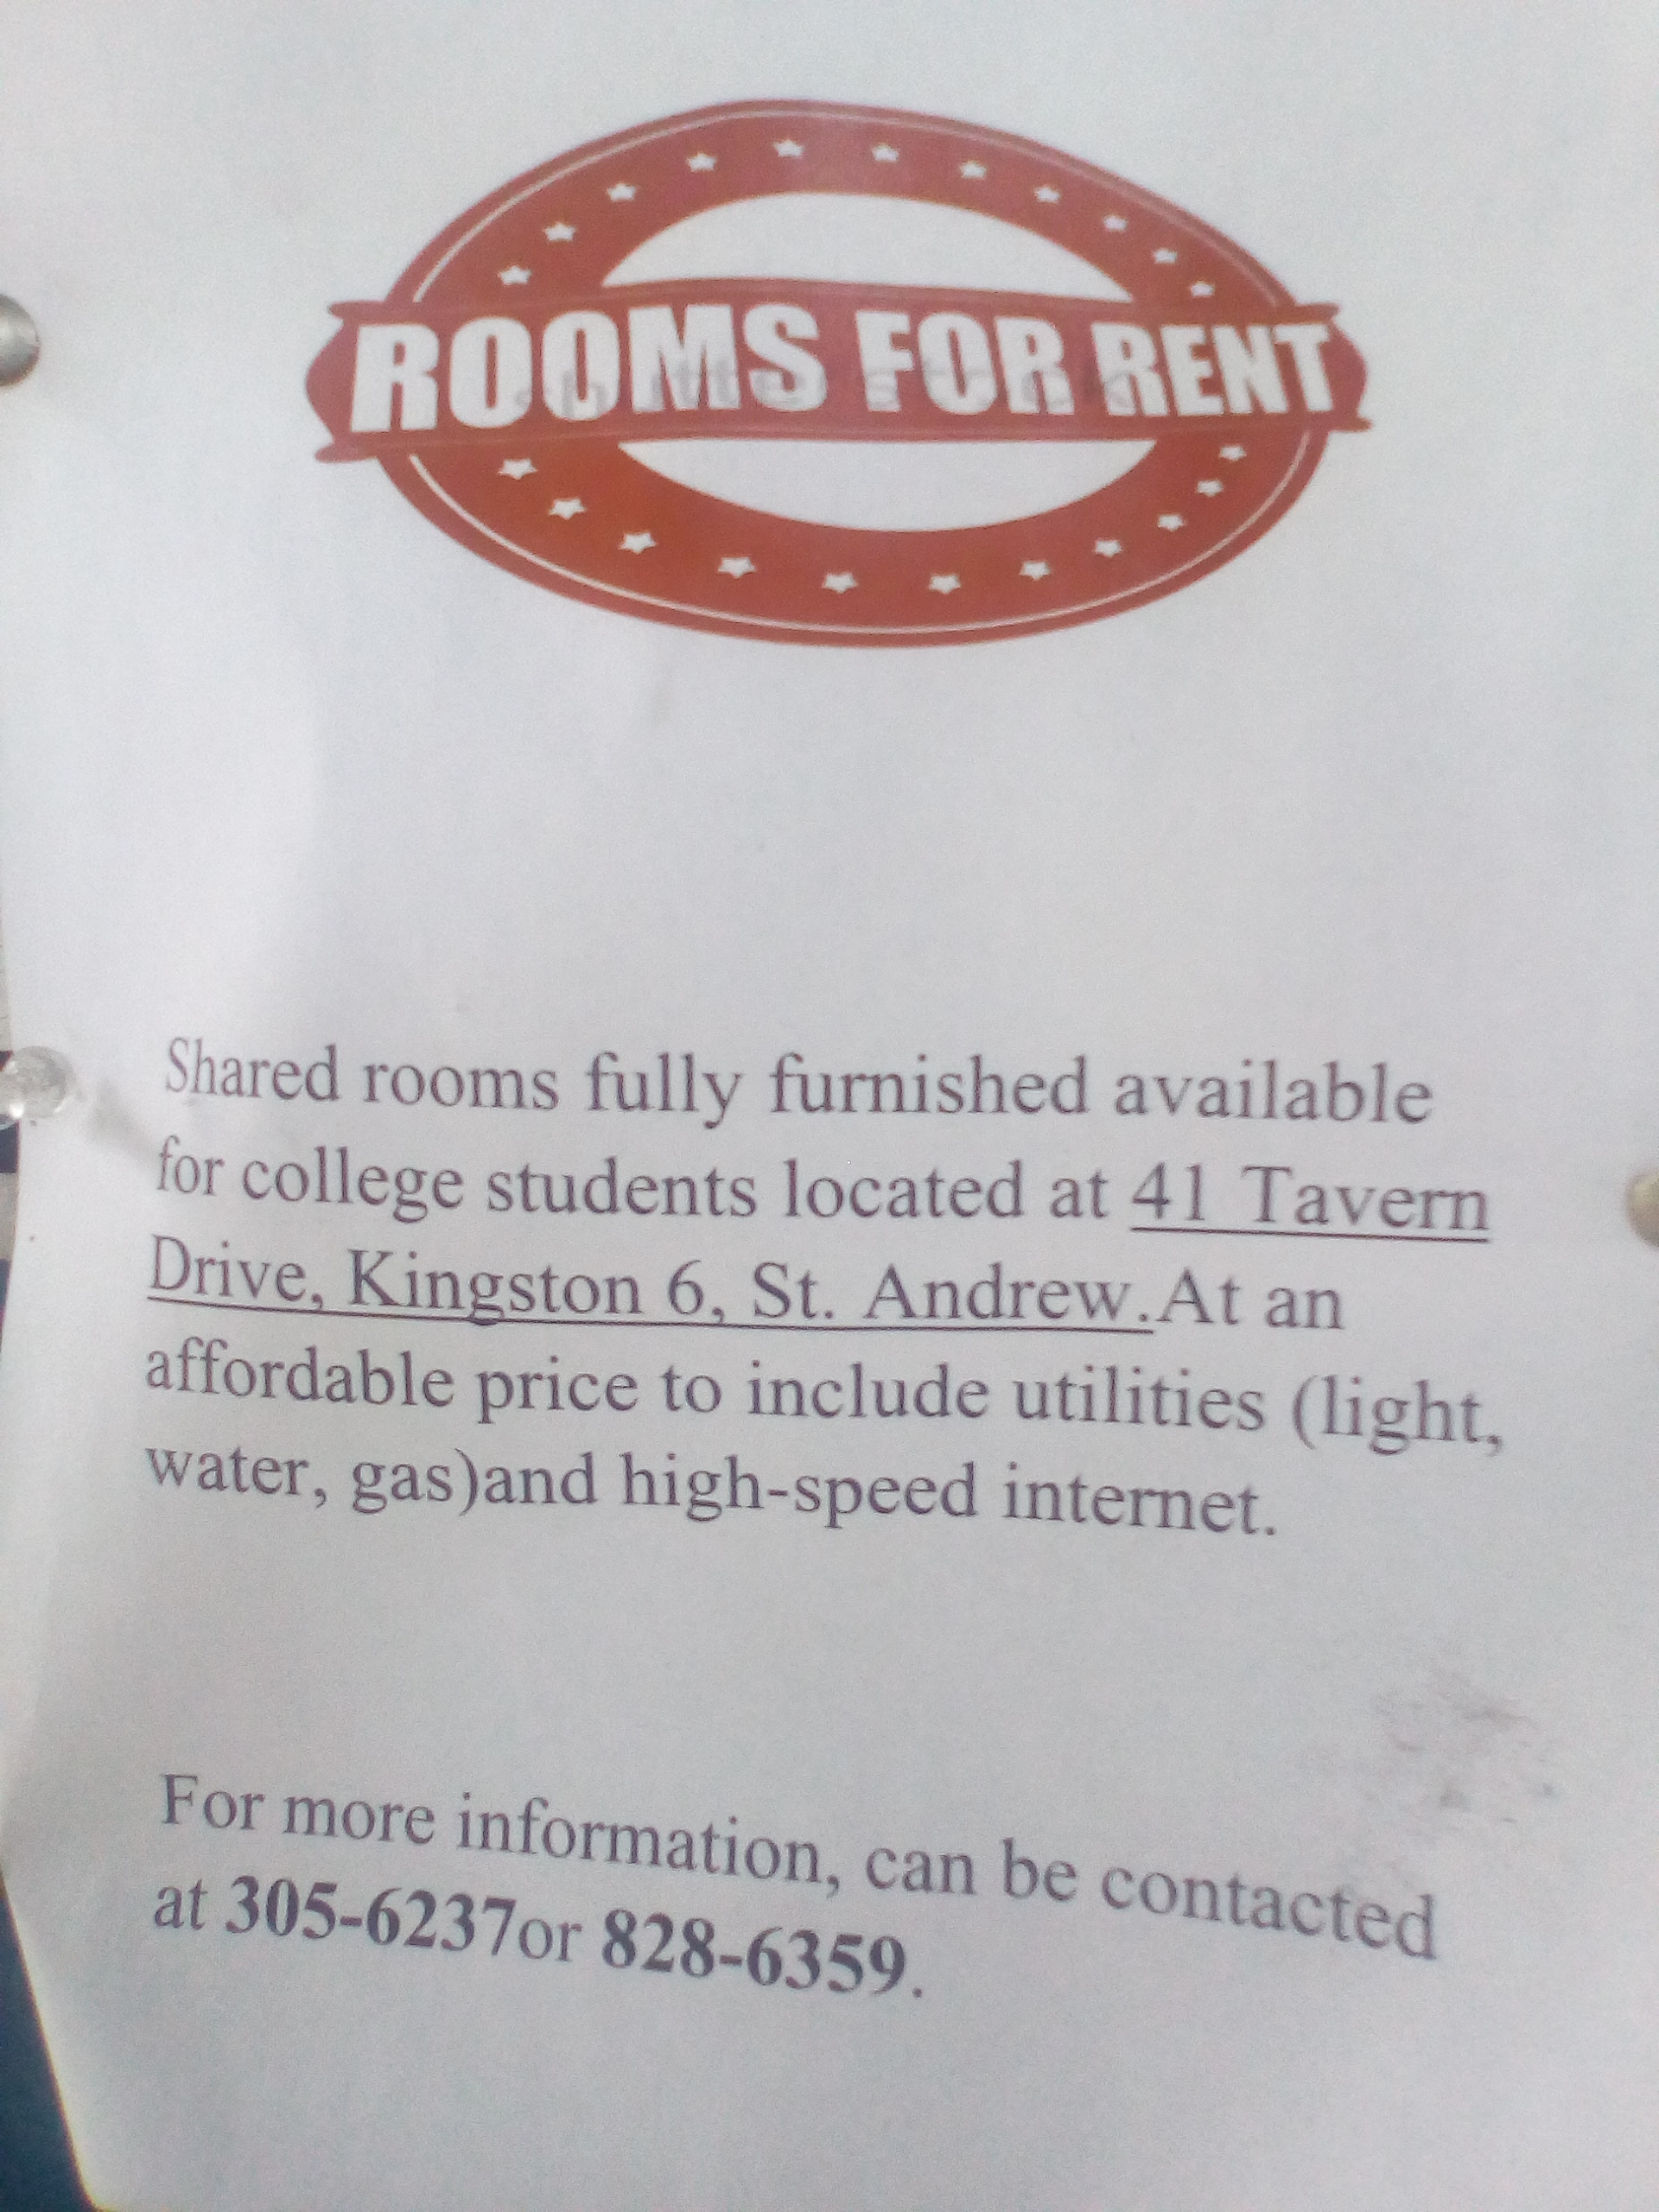 ROOMS FOR RENT
shutterstock
Shared rooms fully furnished available
for college students located at 41 Tavern
Drive, Kingston 6, St. Andrew.At an
affordable price to include utilities (light,
water, gas)and high-speed internet.
For more information, can be contacted
at 305-6237or 828-6359.